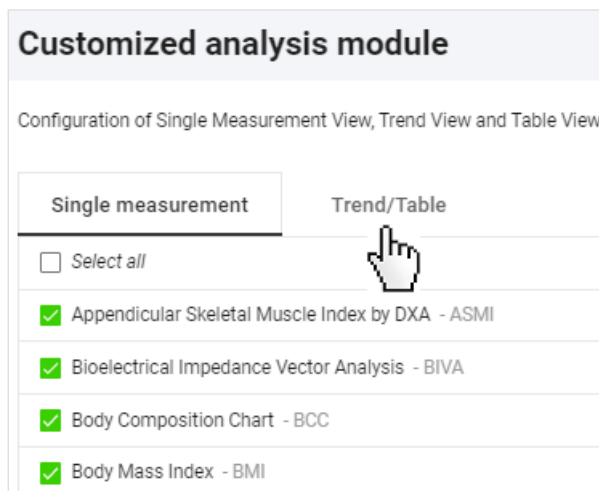 Customized analysis module
Configuration of Single Measurement View, Trend View and Table View
Single measurement
Trend/Table
Select all
Appendicular Skeletal Muscle Index by DXA - ASMI
Bioelectrical Impedance Vector Analysis - BIVA
Body Composition Chart - BCC
Body Mass Index - BMI